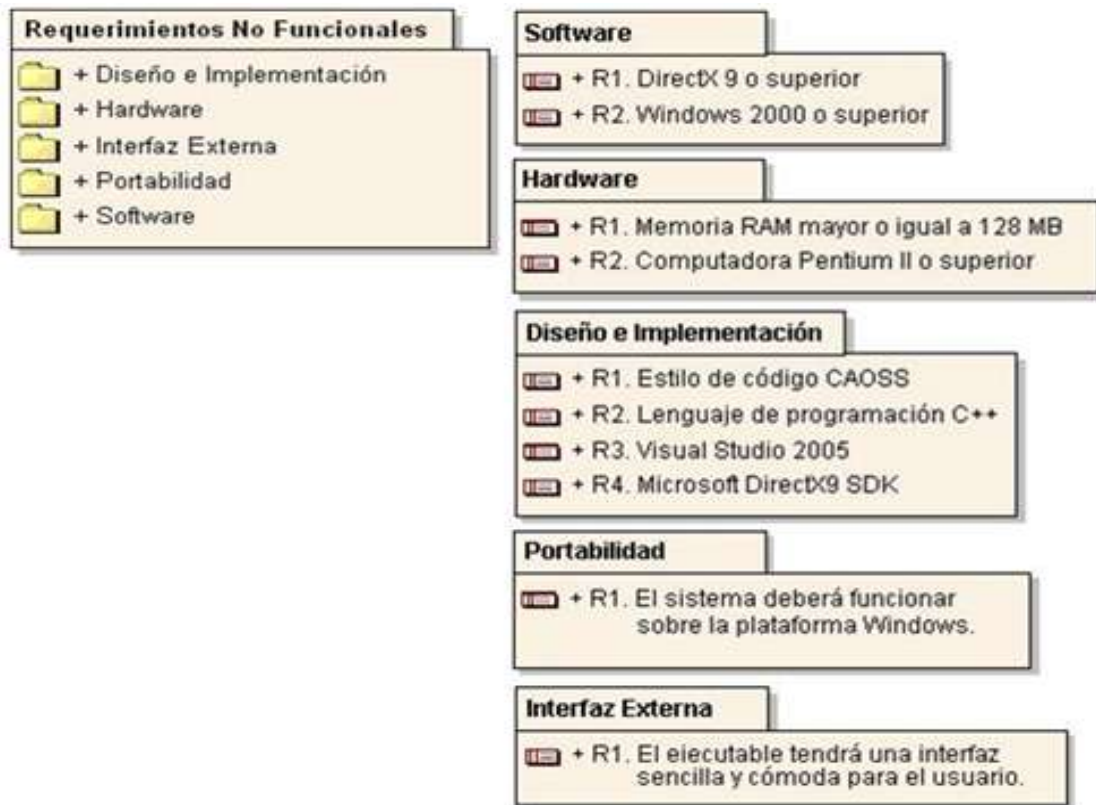 Requerimientos No Funcionales
+ Diseño e Implementación
+ Hardware
+ Interfaz Externa
+ Portabilidad
+ Software
Software
+ R1. DirectX 9 o superior
+ R2. Windows 2000 o superior
Hardware
+ R1. Memoria RAM mayor o igual a 128 MB
+ R2. Computadora Pentium II o superior
Diseño e Implementación
+ R1. Estilo de código CAOSS
+ R2. Lenguaje de programación C++
+ R3. Visual Studio 2005
+ R4. Microsoft DirectX9 SDK
Portabilidad
+ R1. El sistema deberá funcionar
sobre la plataforma Windows.
Interfaz Externa
+ R1. El ejecutable tendrá una interfaz
sencilla y cómoda para el usuario.